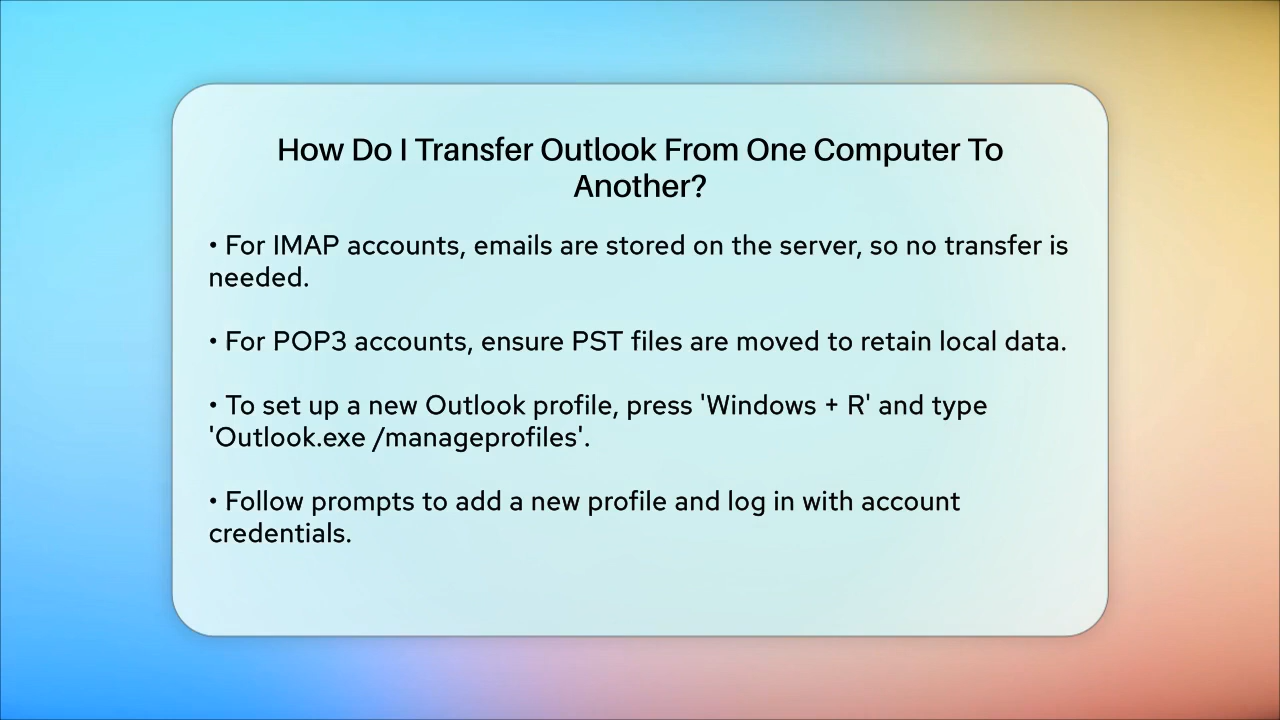 How Do I Transfer Outlook From One Computer To
Another?
• For IMAP accounts, emails are stored on the server, so no transfer is
needed.
• For POP3 accounts, ensure PST files are moved to retain local data.
• To set up a new Outlook profile, press 'Windows + R' and type
'Outlook.exe /manageprofiles'.
• Follow prompts to add a new profile and log in with account
credentials.